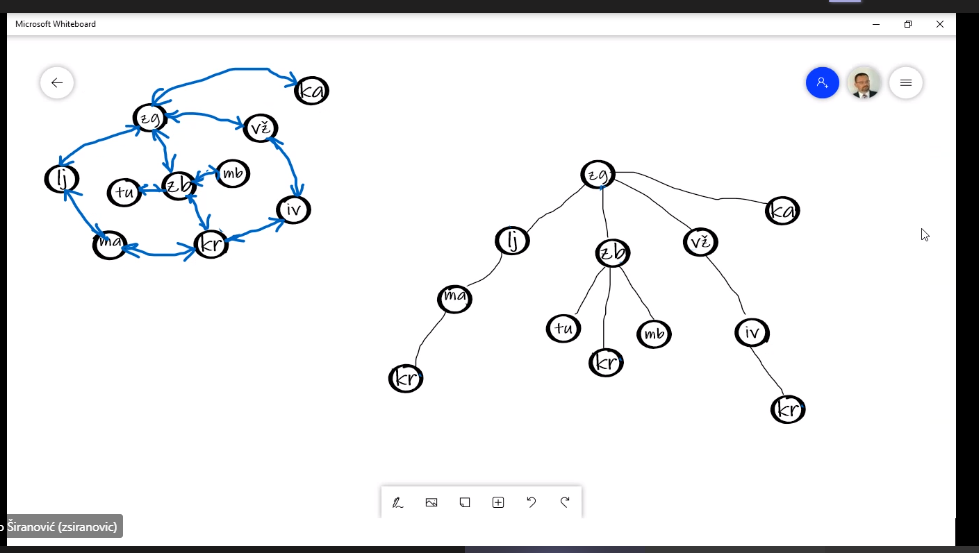 Microsoft Whiteboard
ka
zg
vž
lj
tu
zb
mb
iv
ma
kr
zg
ka
lj
zb
vž
ma
tu
kr
mb
iv
kr
kr
o Širanović (zsiranovic)